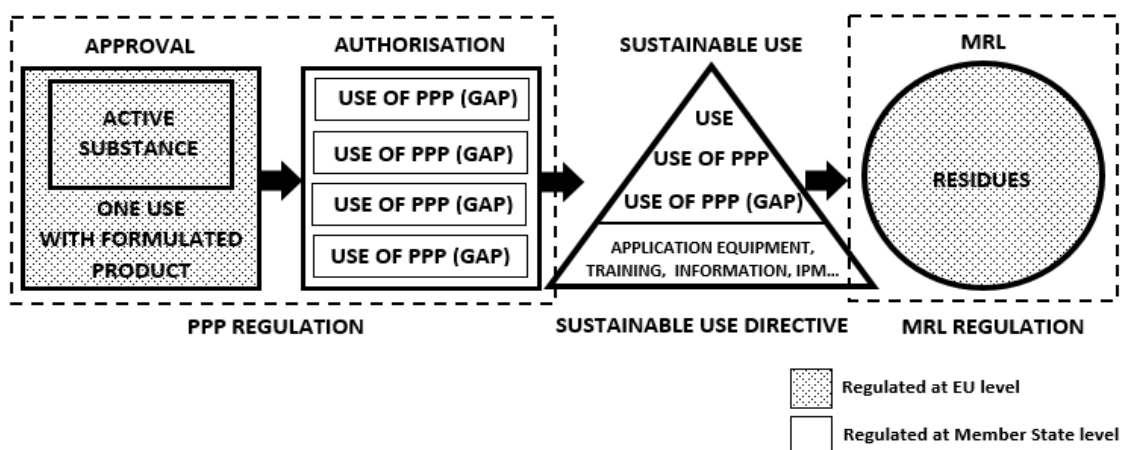 APPROVAL
ACTIVE
SUBSTANCE
ONE USE
WITH FORMULATED
PRODUCT
AUTHORISATION
USE OF PPP (GAP)
USE OF PPP (GAP)
USE OF PPP (GAP)
USE OF PPP (GAP)
PPP REGULATION
SUSTAINABLE USE
USE
USE OF PPP
USE OF PPP (GAP)
APPLICATION EQUIPMENT,
TRAINING, INFORMATION, IPM...
SUSTAINABLE USE DIRECTIVE
MRL
RESIDUES
MRL REGULATION
Regulated at EU level
Regulated at Member State level